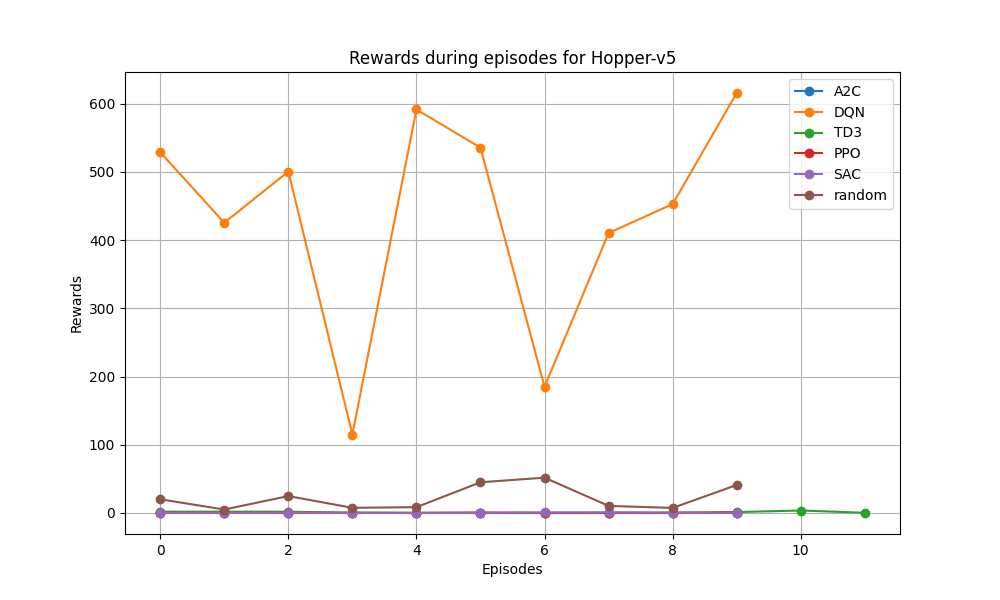 Rewards during episodes for Hopper-v5
A2C
DQN
TD3
PPO
SAC
random
600
500
400
300
200
100
0
Rewards
0 2 4 6 8 10
Episodes